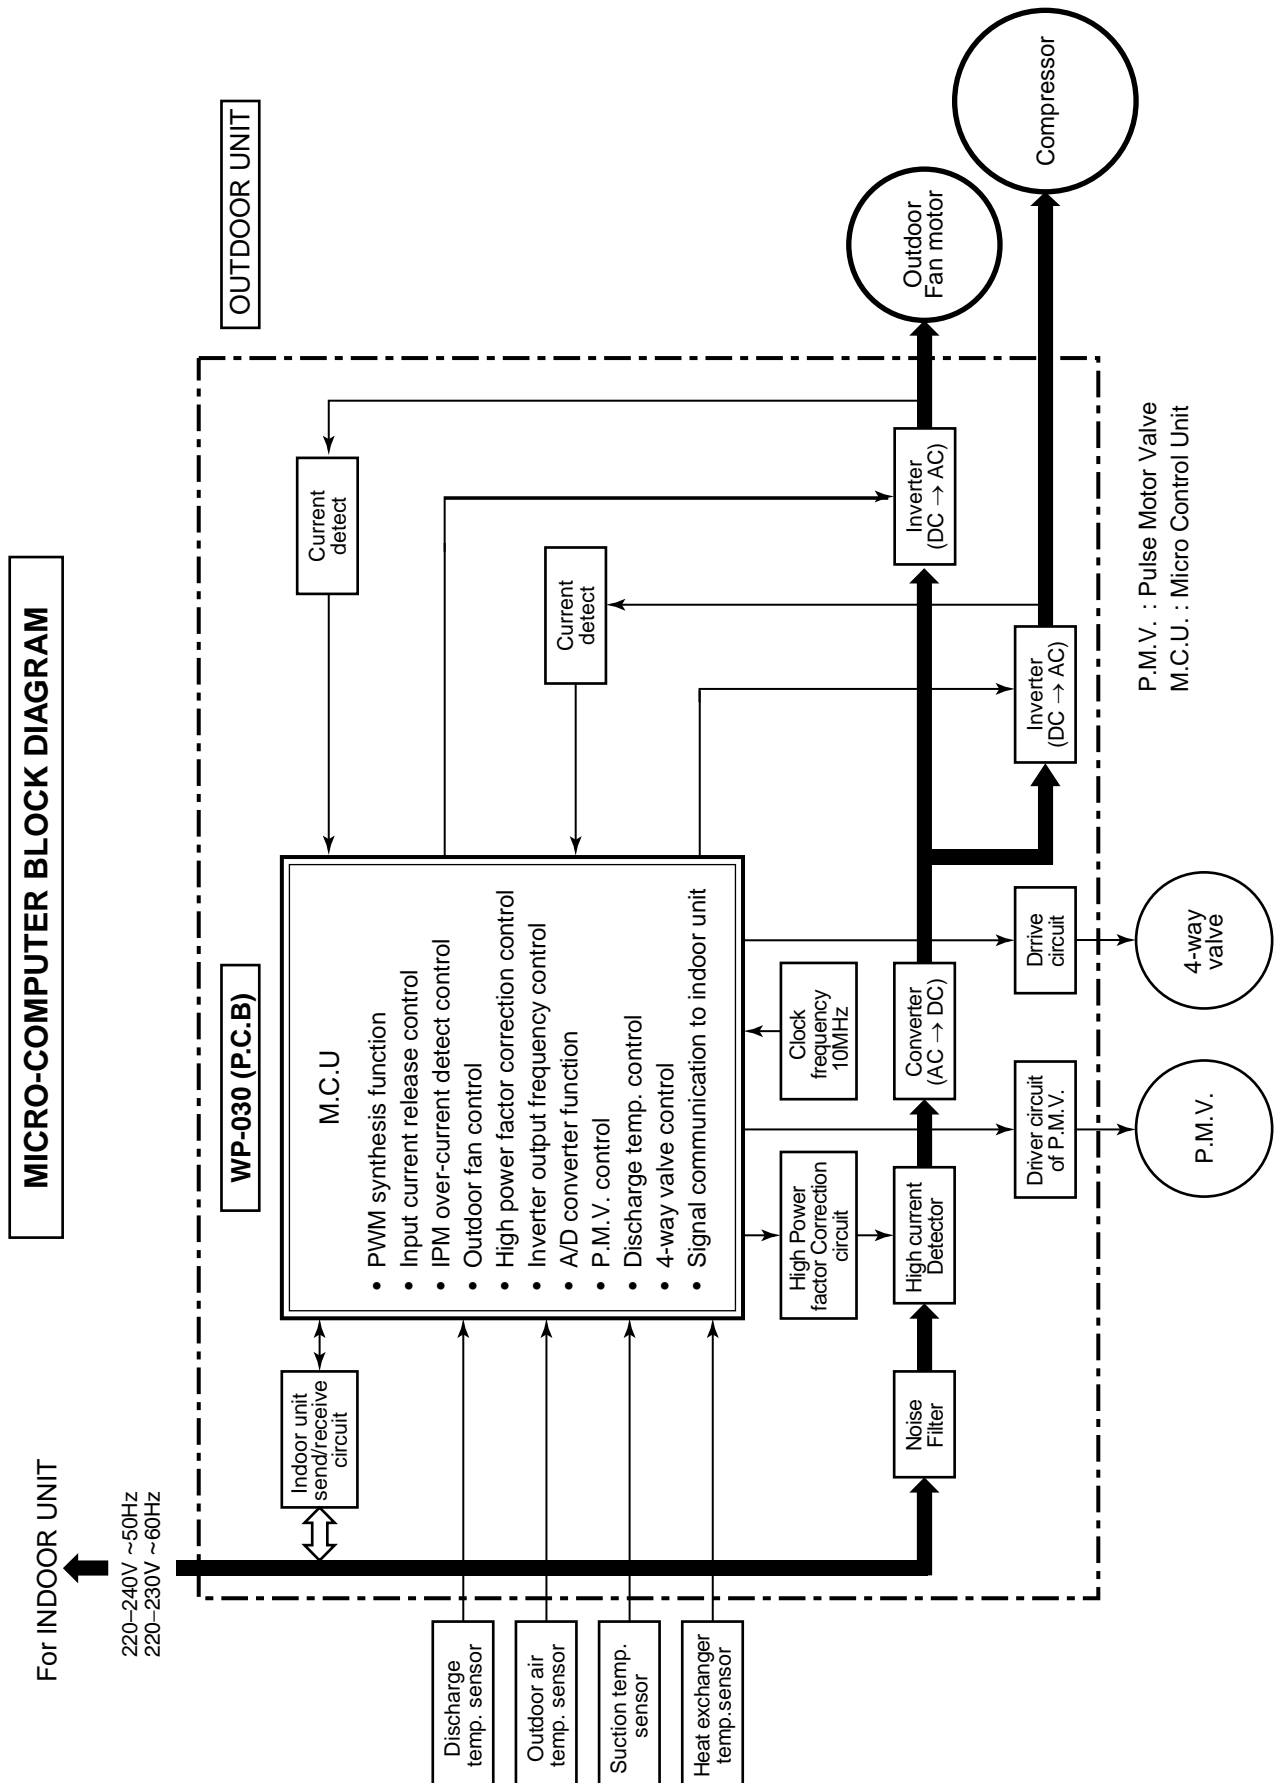 MICRO-COMPUTER BLOCK DIAGRAM
For INDOOR UNIT
220–240V ~50Hz
220–230V ~60Hz
WP-030 (P.C.B)
OUTDOOR UNIT
Discharge
temp. sensor
Outdoor air
temp. sensor
Suction temp.
sensor
Heat exchanger
temp.sensor
Indoor unit
send/receive
circuit
M.C.U
• PWM synthesis function
• Input current release control
• IPM over-current detect control
• Outdoor fan control
• High power factor correction control
• Inverter output frequency control
• A/D converter function
• P.M.V. control
• Discharge temp. control
• 4-way valve control
• Signal communication to indoor unit
Current
detect
Current
detect
High Power
factor Correction
circuit
Clock
frequency
10MHz
Noise
Filter
High current
Detector
Converter
(AC → DC)
Inverter
(DC → AC)
Outdoor
Fan motor
Driver circuit
of P.M.V.
Drrive
circuit
Inverter
(DC → AC)
Compressor
P.M.V.
4-way
valve
P.M.V. : Pulse Motor Valve
M.C.U. : Micro Control Unit